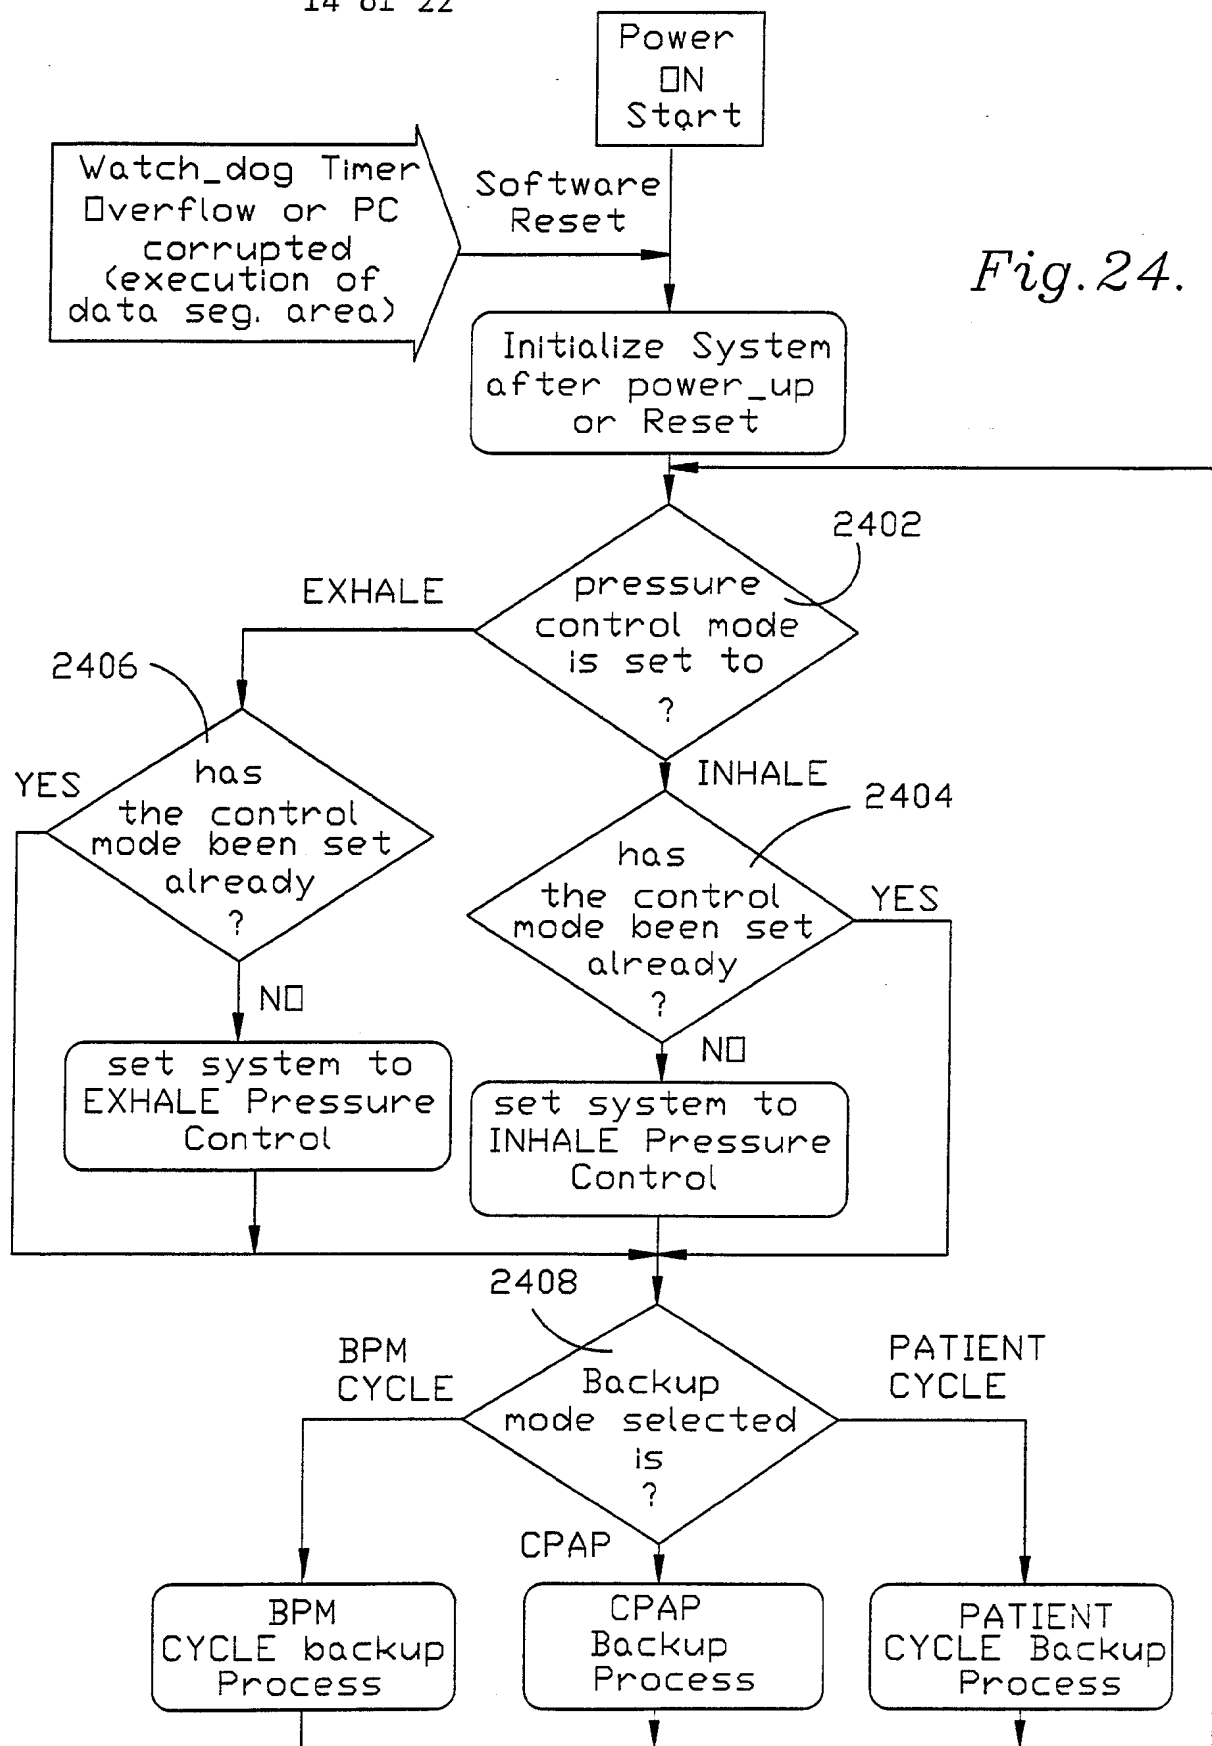 14 of 22
Power
ON
Start
Watch_dog Timer
Overflow or PC
corrupted
(execution of
data seg. area)
Software
Reset
Fig.24.
Initialize System
after power_up
or Reset
2402
EXHALE
pressure
control mode
is set to
?
2406
INHALE
YES
has
the control
mode been set
already
?
2404
has
the control
mode been set
already
?
YES
NO
NO
set system to
EXHALE Pressure
Control
set system to
INHALE Pressure
Control
2408
BPM
CYCLE
Backup
mode selected
is
?
PATIENT
CYCLE
CPAP
BPM
CYCLE backup
Process
CPAP
Backup
Process
PATIENT
CYCLE Backup
Process